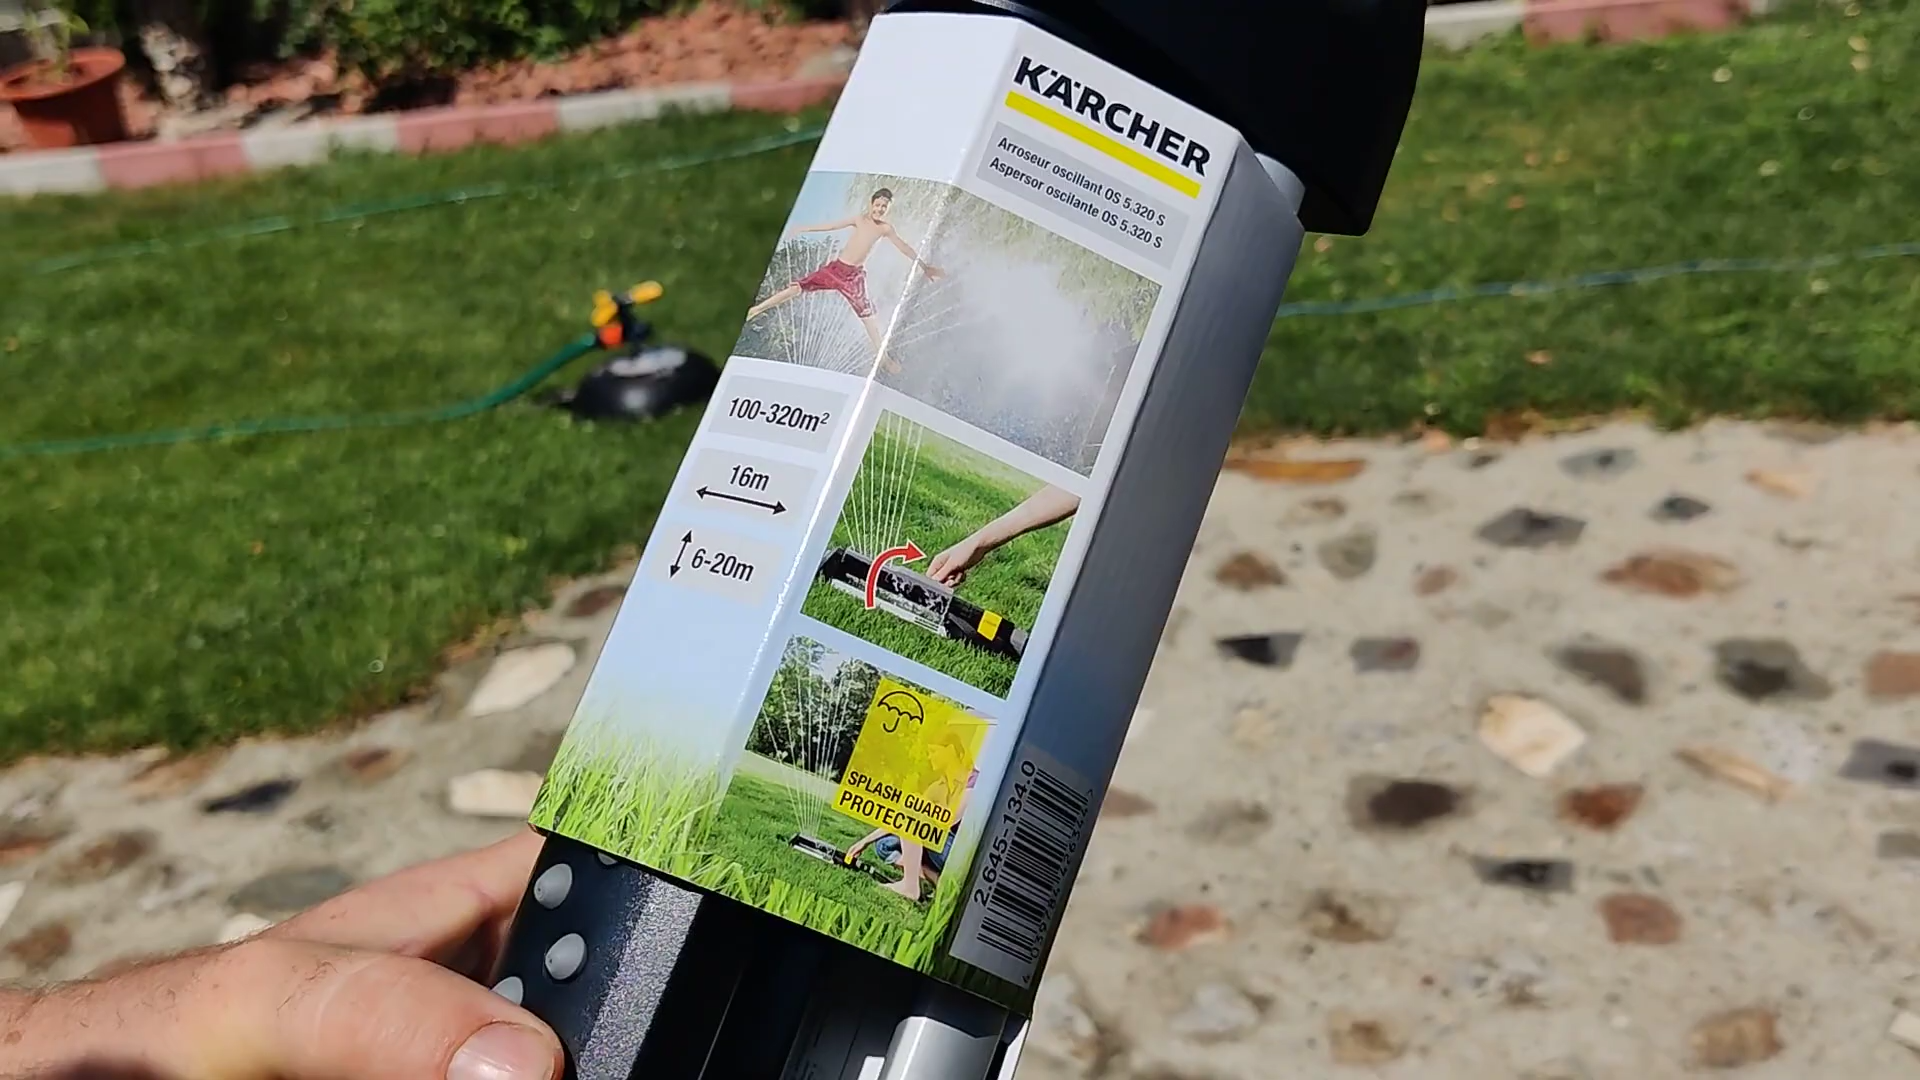 KÄRCHER
Arroseur oscillant OS 5.320 S
Aspersor oscilante OS 5.320 S
100-320m²
16m
6-20m
SPLASH GUARD
PROTECTION
2.645-134.0